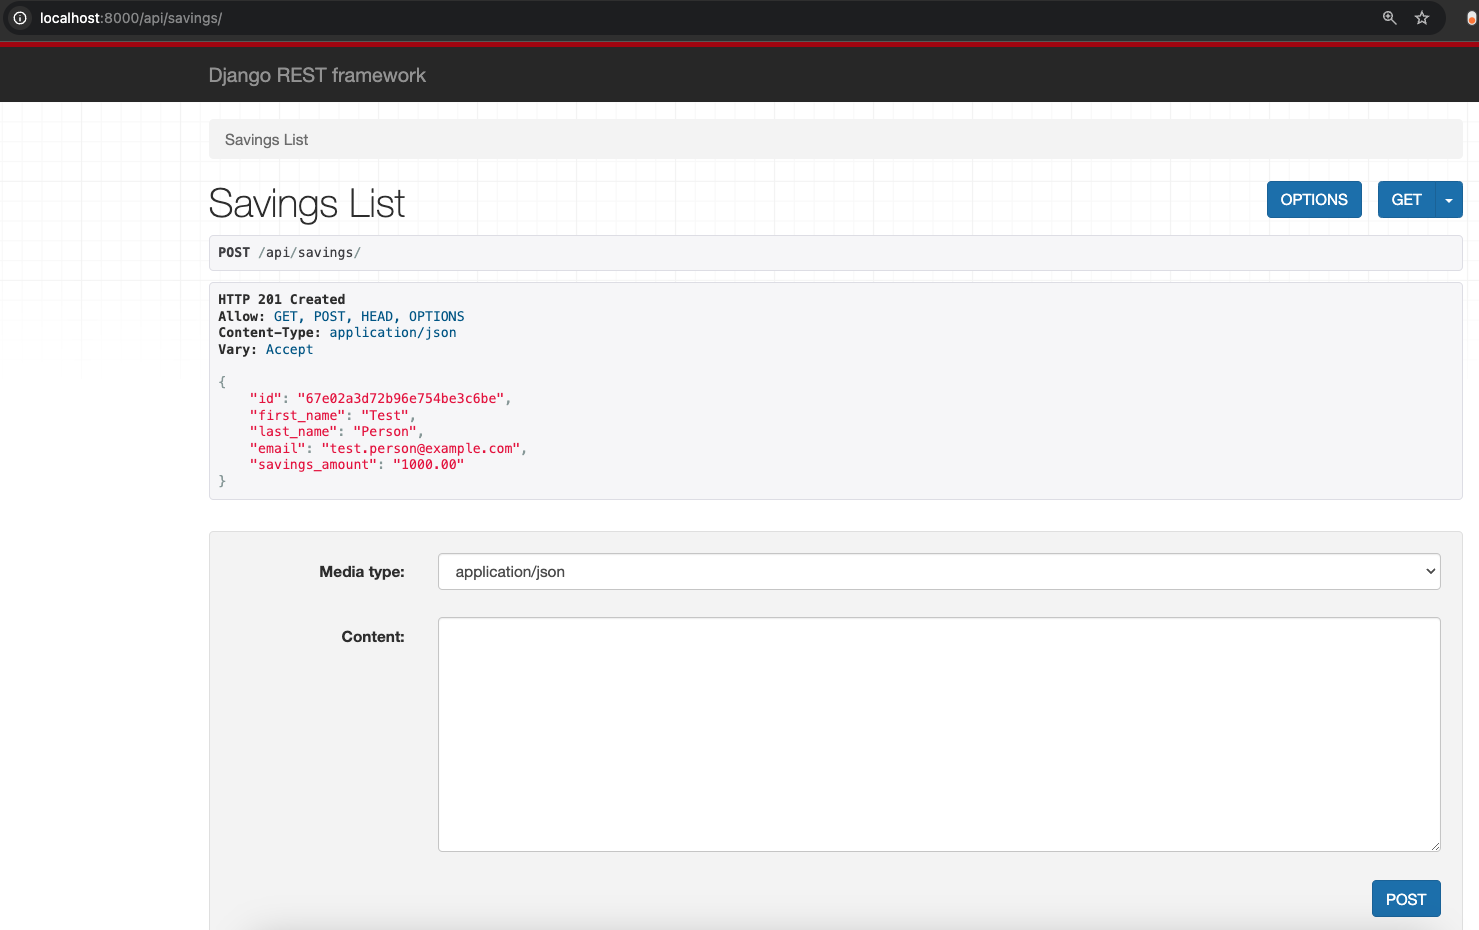 localhost:8000/api/savings/
Django REST framework
Savings List
Savings List
OPTIONS
GET
POST /api/savings/
HTTP 201 Created
Allow: GET, POST, HEAD, OPTIONS
Content-Type: application/json
Vary: Accept
{
    "id": "67e02a3d72b96e754be3c6be",
    "first_name": "Test",
    "last_name": "Person",
    "email": "test.person@example.com",
    "savings_amount": "1000.00"
}
Media type:
application/json
Content:
POST